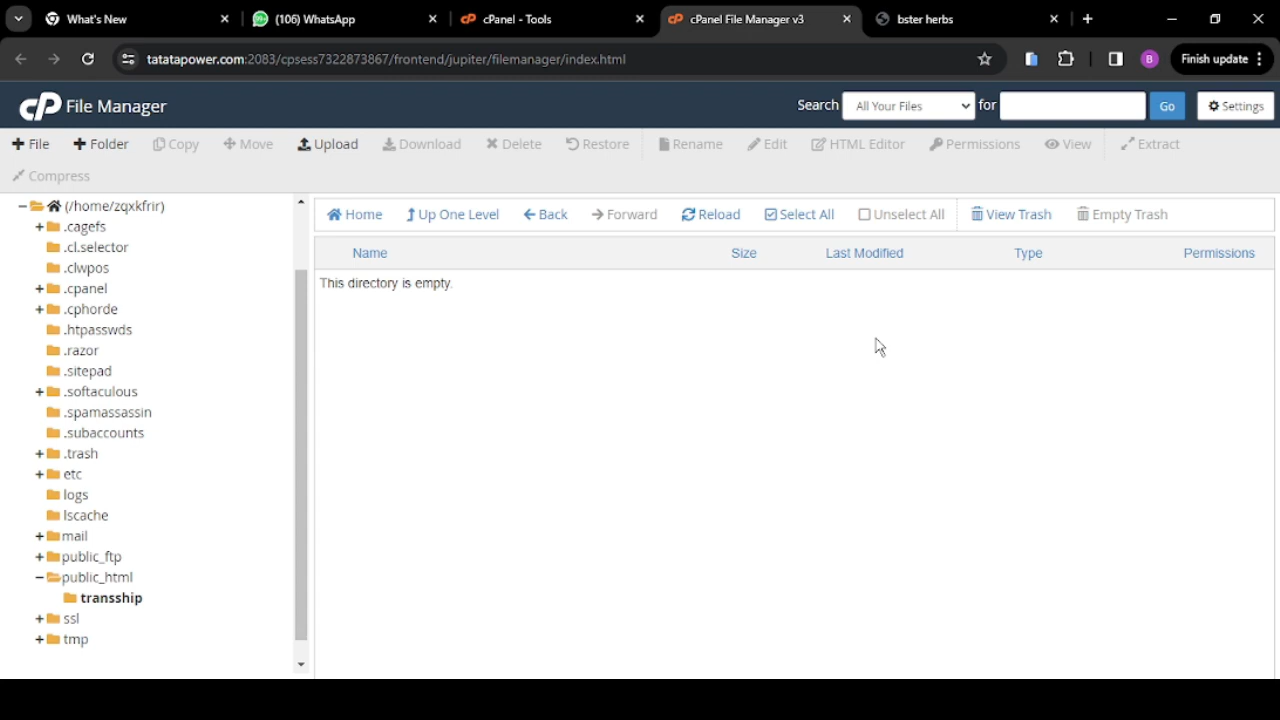 What's New
(106) WhatsApp
cPanel - Tools
cPanel File Manager v3
bster herbs
tatatapower.com:2083/cpsess7322873867/frontend/jupiter/filemanager/index.html
B
Finish update
cP File Manager
Search All Your Files for Go Settings
File Folder Copy Move Upload Download Delete Restore Rename Edit HTML Editor Permissions View Extract
Compress
(/home/zqxkfrir)
.cagefs
.cl.selector
.clwpos
.cpanel
.cphorde
.htpasswds
.razor
.sitepad
.softaculous
.spamassassin
.subaccounts
.trash
etc
logs
lscache
mail
public_ftp
public_html
transship
ssl
tmp
Home Up One Level Back Forward Reload Select All Unselect All View Trash Empty Trash
Name Size Last Modified Type Permissions
This directory is empty.